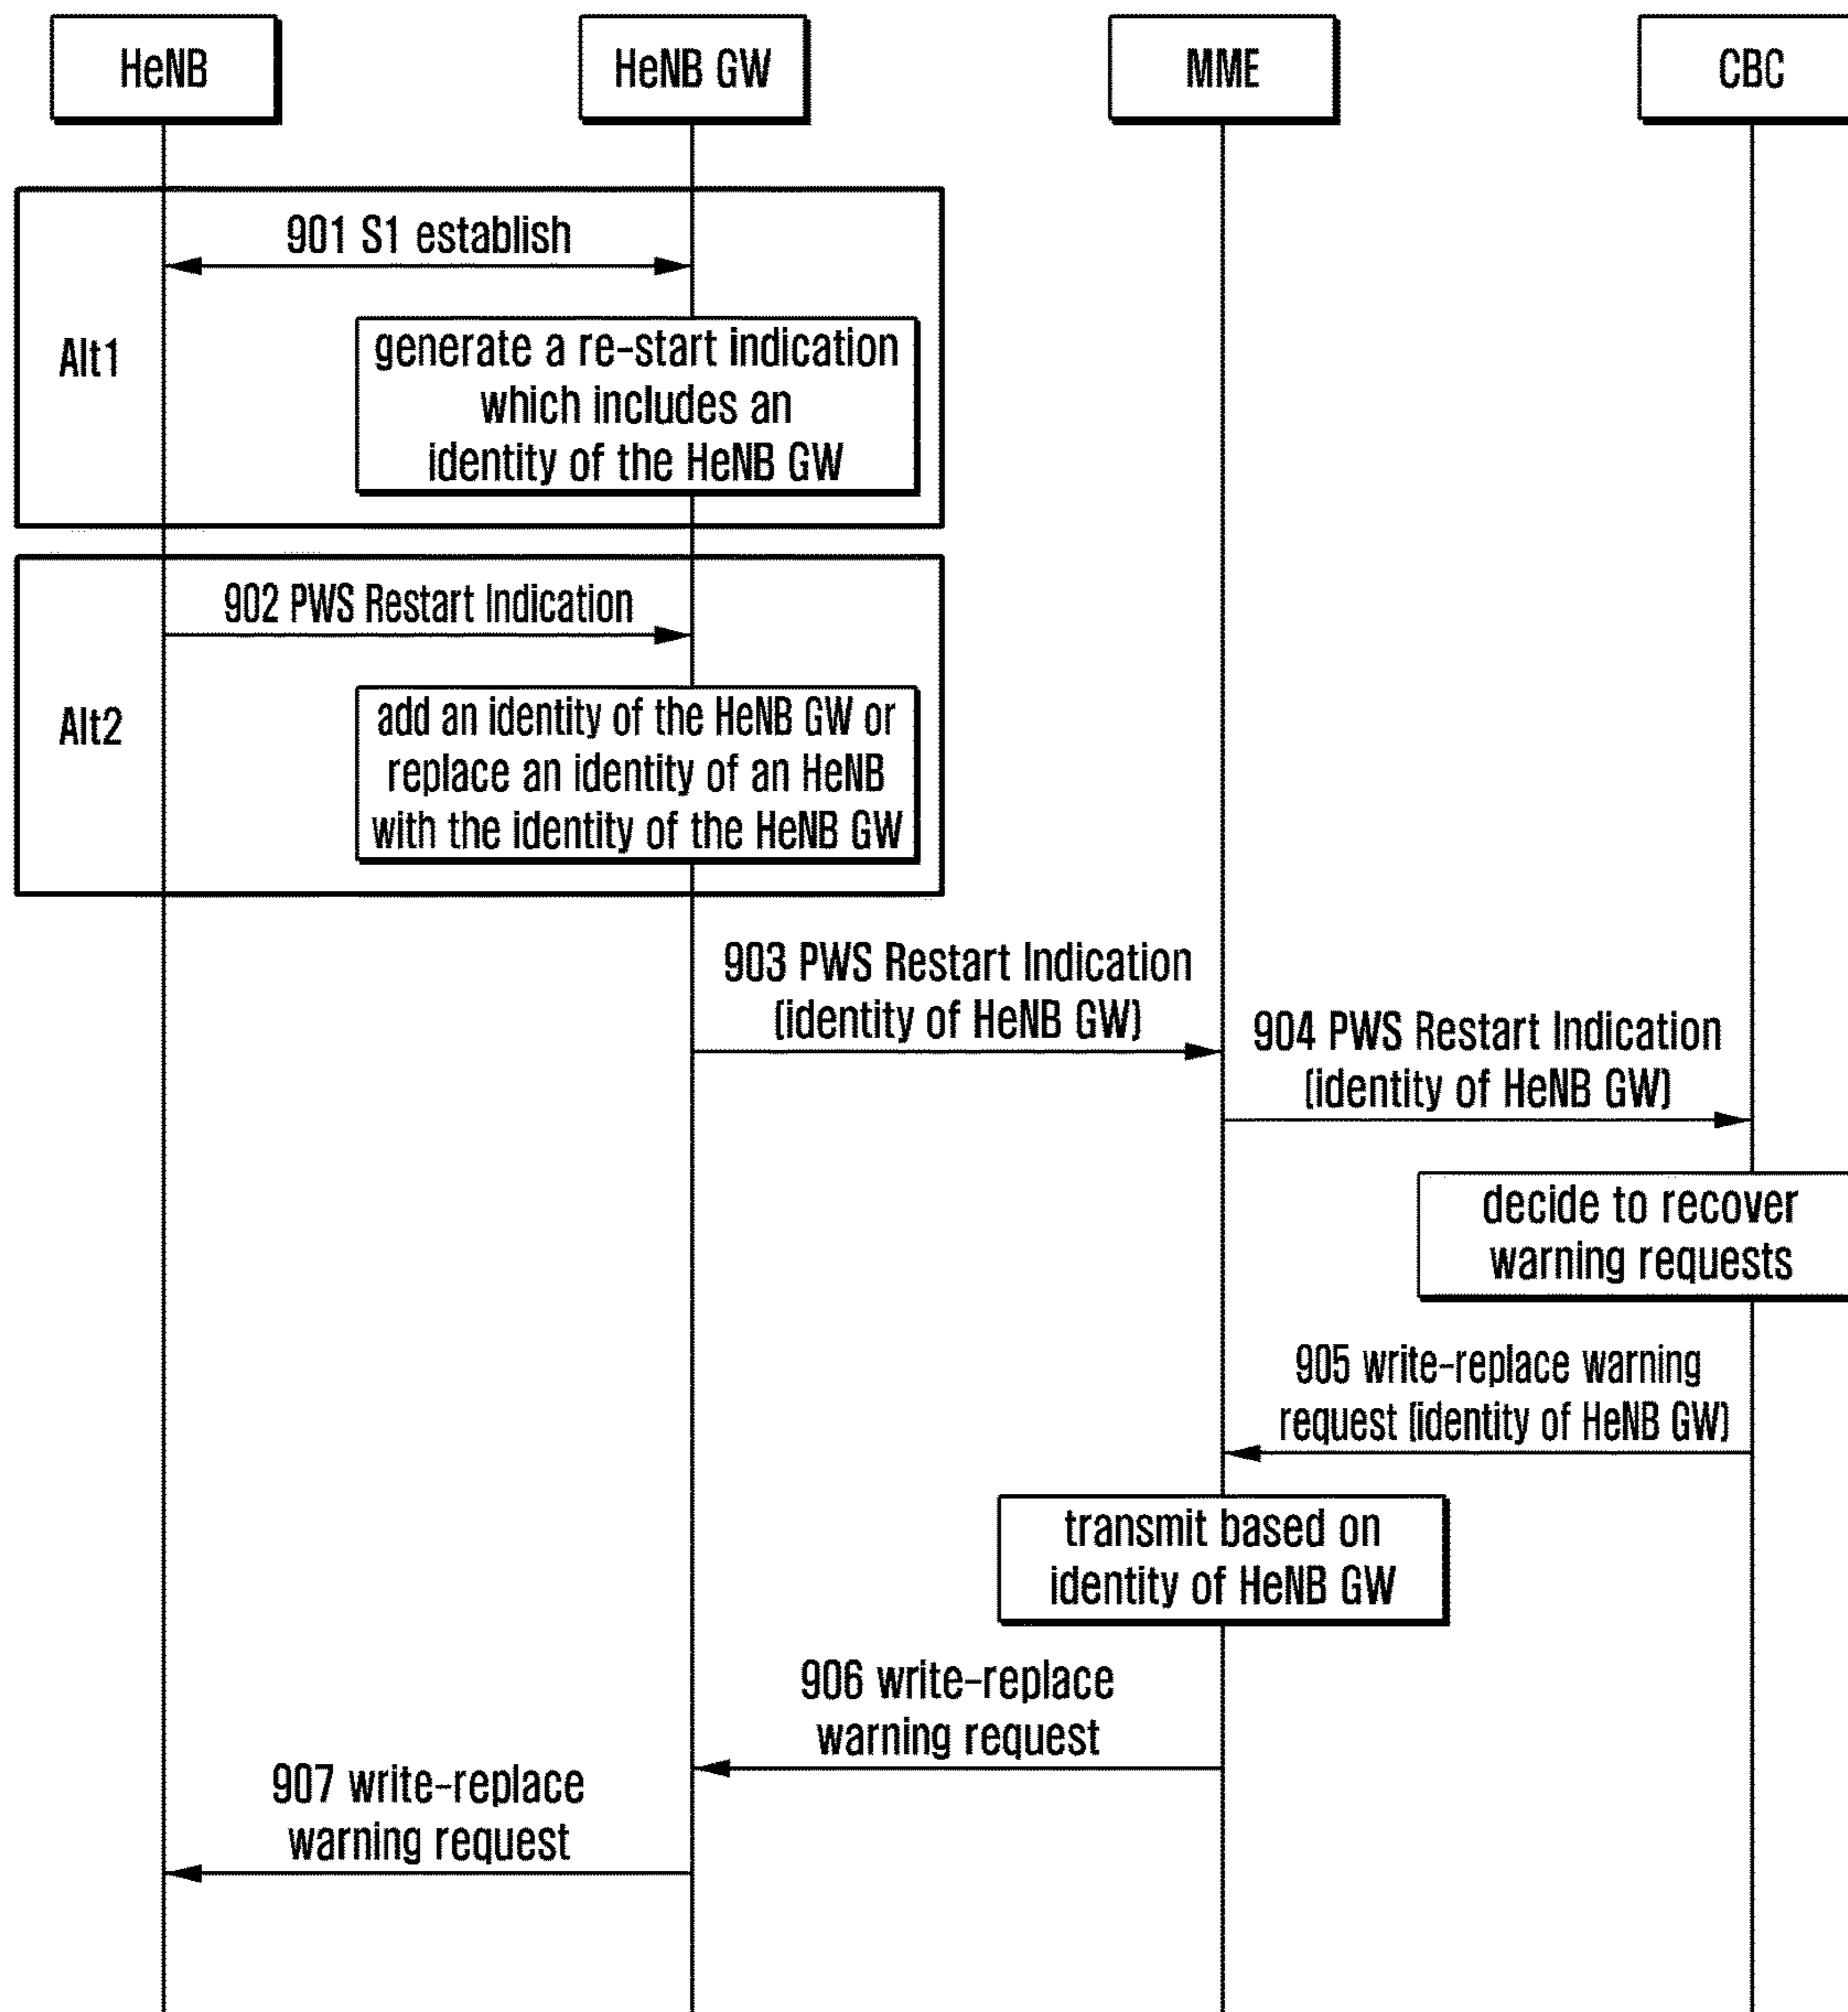 HeNB
HeNB GW
MME
CBC
Alt1
901 S1 establish
generate a re-start indication
which includes an
identity of the HeNB GW
Alt2
902 PWS Restart Indication
add an identity of the HeNB GW or
replace an identity of an HeNB
with the identity of the HeNB GW
903 PWS Restart Indication
(identity of HeNB GW)
904 PWS Restart Indication
(identity of HeNB GW)
decide to recover
warning requests
905 write-replace warning
request (identity of HeNB GW)
transmit based on
identity of HeNB GW
906 write-replace
warning request
907 write-replace
warning request